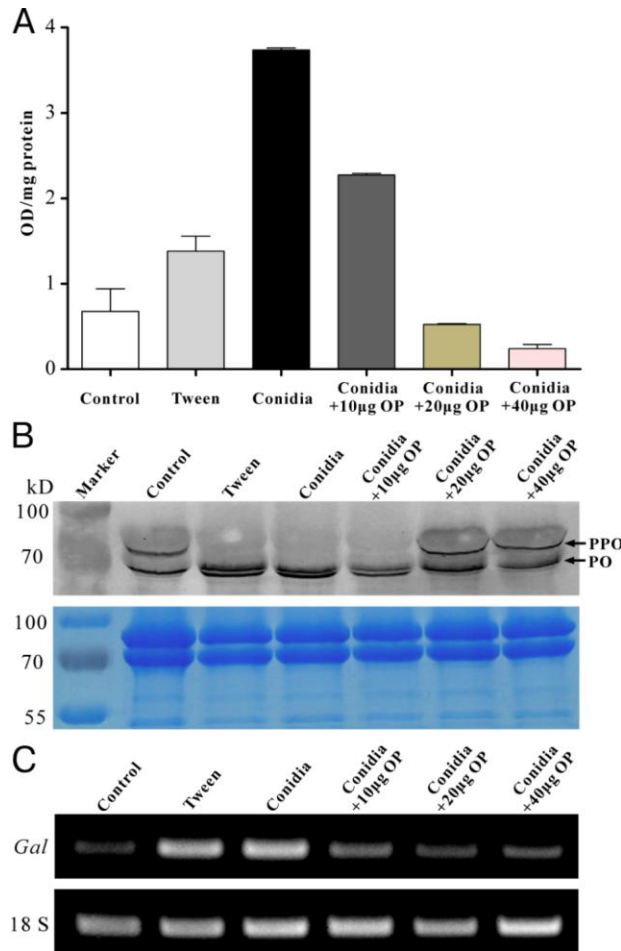 A
OD/mg protein
4
3
2
1
0
Control
Tween
Conidia
Conidia
+10µg OP
Conidia
+20µg OP
Conidia
+40µg OP
B
kD
Marker
Control
Tween
Conidia
Conidia
+10µg OP
Conidia
+20µg OP
Conidia
+40µg OP
100
70
PPO
PO
100
70
55
C
Control
Tween
Conidia
Conidia
+10µg OP
Conidia
+20µg OP
Conidia
+40µg OP
Gal
18 S